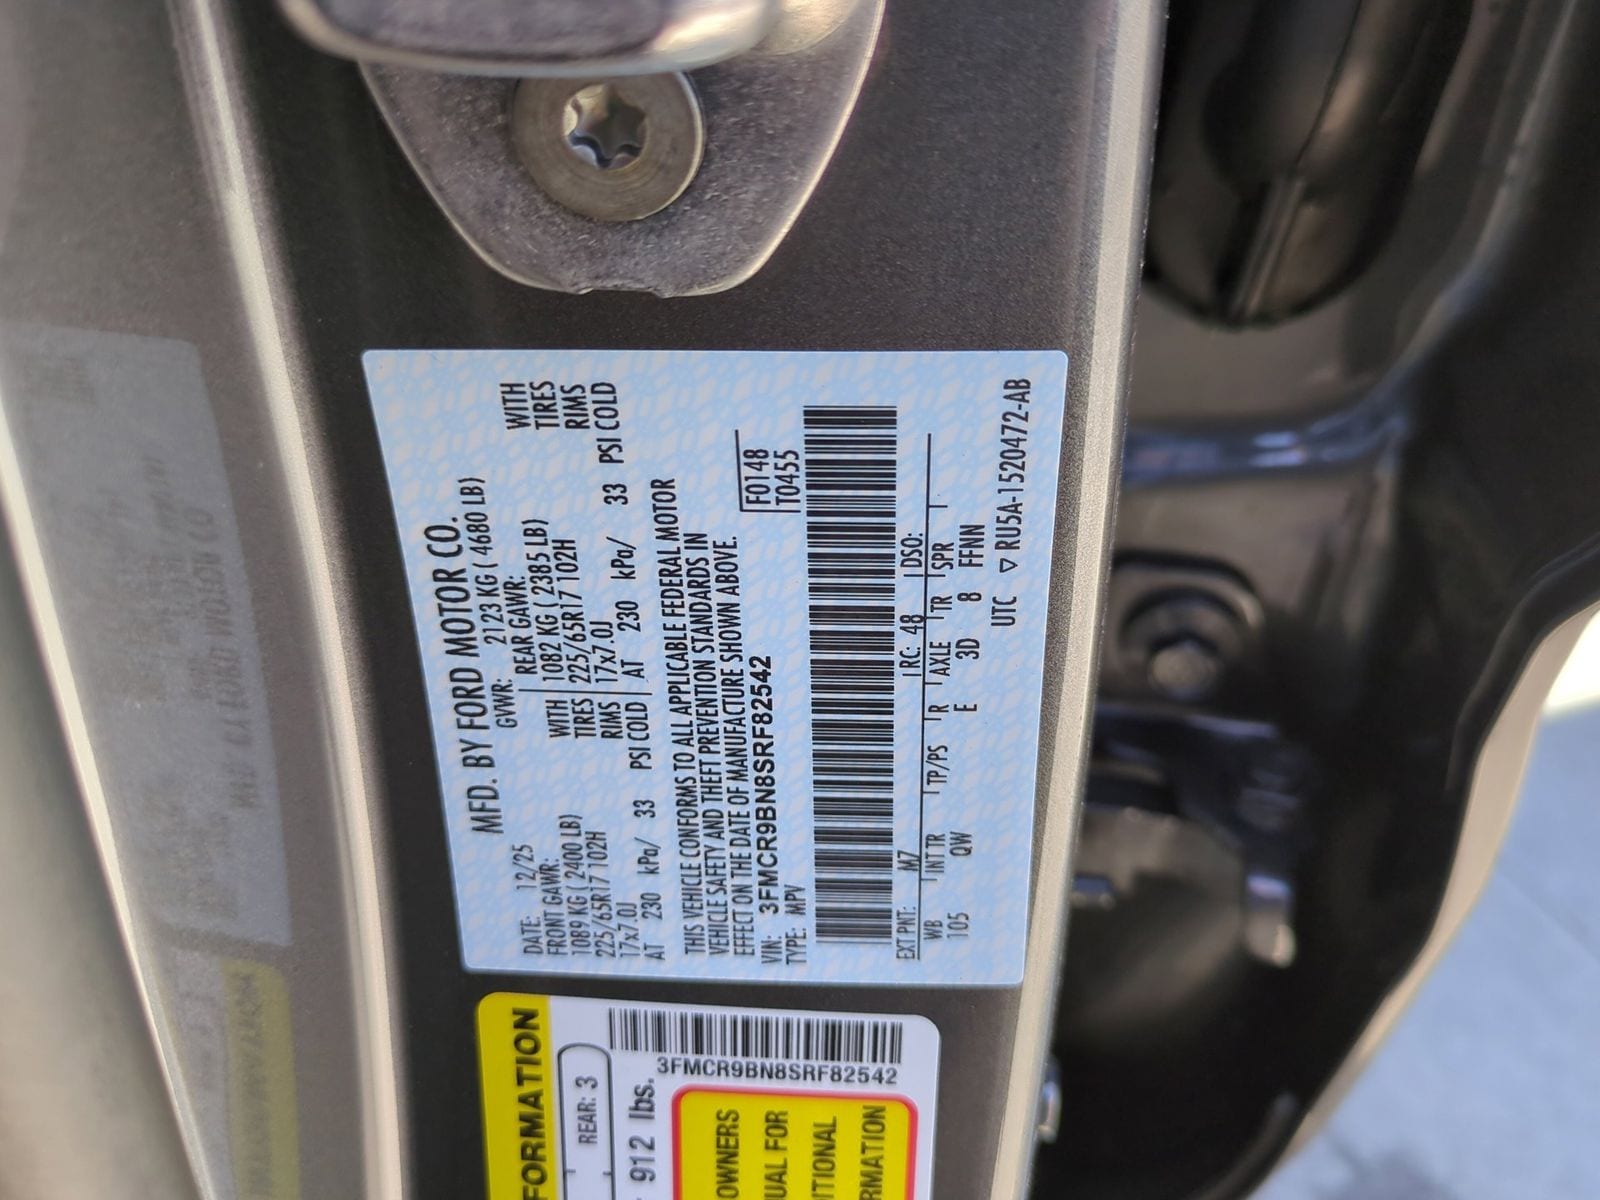 MFD. BY FORD MOTOR CO.
DATE: 12/25 GVWR: 2123 KG ( 4680 LB)
FRONT GAWR: REAR GAWR:
1089 KG ( 2400 LB) WITH 1082 KG ( 2385 LB) WITH
225/65R17 102H TIRES 225/65R17 102H TIRES
17x7.0J RIMS 17x7.0J RIMS
AT 230 kPa/ 33 PSI COLD AT 230 kPa/ 33 PSI COLD
THIS VEHICLE CONFORMS TO ALL APPLICABLE FEDERAL MOTOR
VEHICLE SAFETY AND THEFT PREVENTION STANDARDS IN
EFFECT ON THE DATE OF MANUFACTURE SHOWN ABOVE.
VIN: 3FMCR9BN8SRF82542 F0148
TYPE: MPV T0455
EXT PNT: M7 RC: 48 DSO:
WB INT TR TP/PS R AXLE TR SPR
105 QW E 3D 8 FFNN
UTC ▽ RU5A-1520472-AB
FORMATION
REAR: 3
912 lbs.
3FMCR9BN8SRF82542
OWNERS
UAL FOR
ITIONAL
RMATION